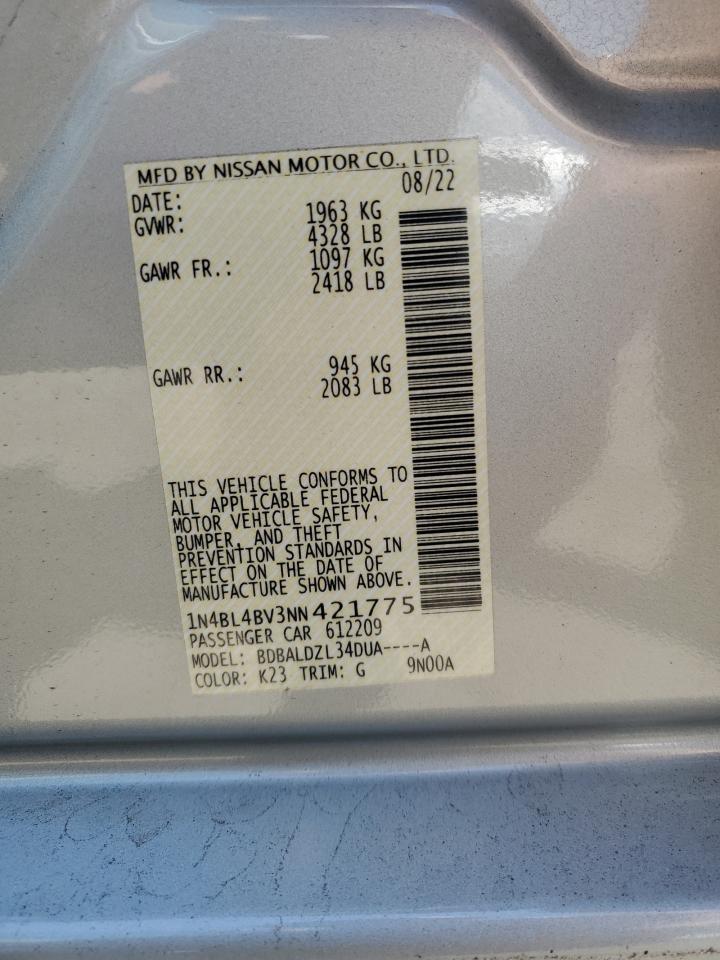 MFD BY NISSAN MOTOR CO., LTD.
DATE: 08/22
GVWR: 1963 KG
4328 LB
GAWR FR.: 1097 KG
2418 LB
GAWR RR.: 945 KG
2083 LB
THIS VEHICLE CONFORMS TO
ALL APPLICABLE FEDERAL
MOTOR VEHICLE SAFETY,
BUMPER, AND THEFT
PREVENTION STANDARDS IN
EFFECT ON THE DATE OF
MANUFACTURE SHOWN ABOVE.
1N4BL4BV3NN421775
PASSENGER CAR 612209
MODEL: BDBALDZL34DUA----A
COLOR: K23 TRIM: G 9N00A